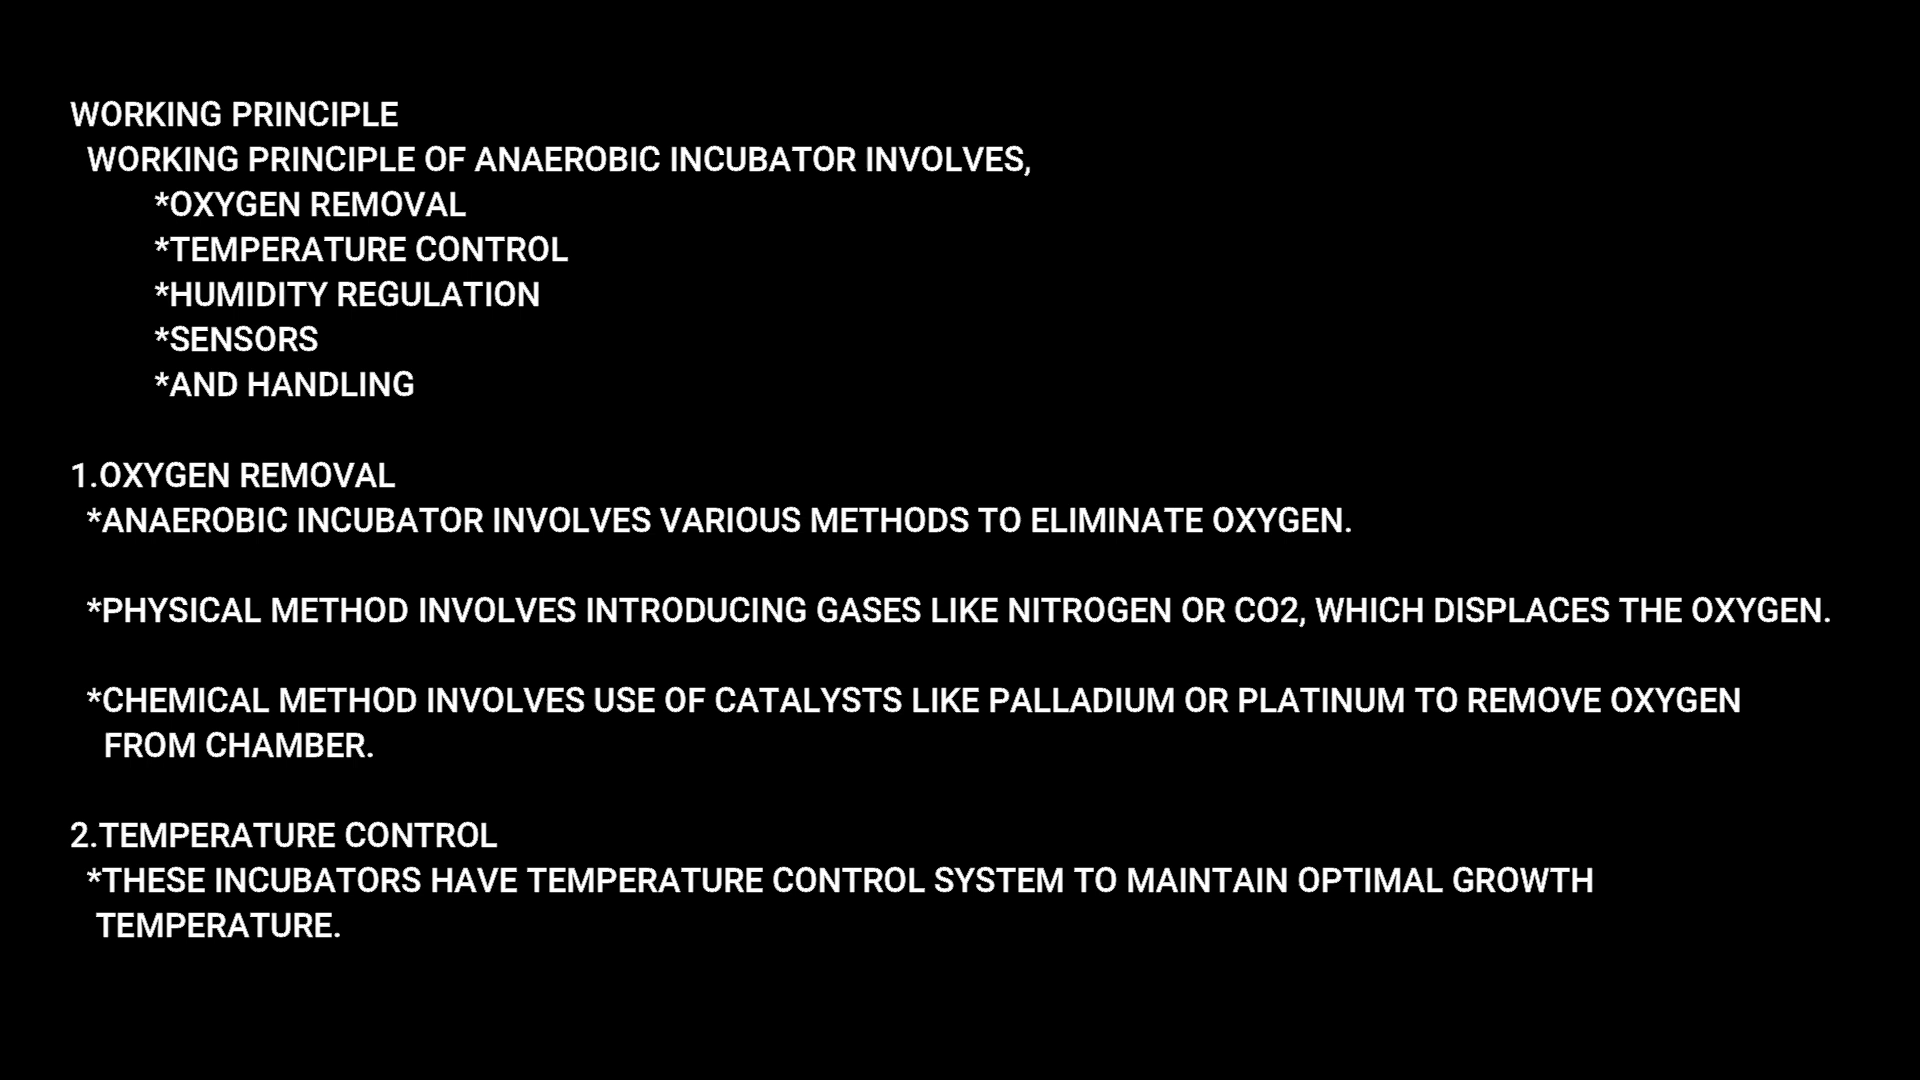 WORKING PRINCIPLE
WORKING PRINCIPLE OF ANAEROBIC INCUBATOR INVOLVES,
*OXYGEN REMOVAL
*TEMPERATURE CONTROL
*HUMIDITY REGULATION
*SENSORS
*AND HANDLING
1.OXYGEN REMOVAL
*ANAEROBIC INCUBATOR INVOLVES VARIOUS METHODS TO ELIMINATE OXYGEN.
*PHYSICAL METHOD INVOLVES INTRODUCING GASES LIKE NITROGEN OR CO2, WHICH DISPLACES THE OXYGEN.
*CHEMICAL METHOD INVOLVES USE OF CATALYSTS LIKE PALLADIUM OR PLATINUM TO REMOVE OXYGEN
FROM CHAMBER.
2.TEMPERATURE CONTROL
*THESE INCUBATORS HAVE TEMPERATURE CONTROL SYSTEM TO MAINTAIN OPTIMAL GROWTH
TEMPERATURE.